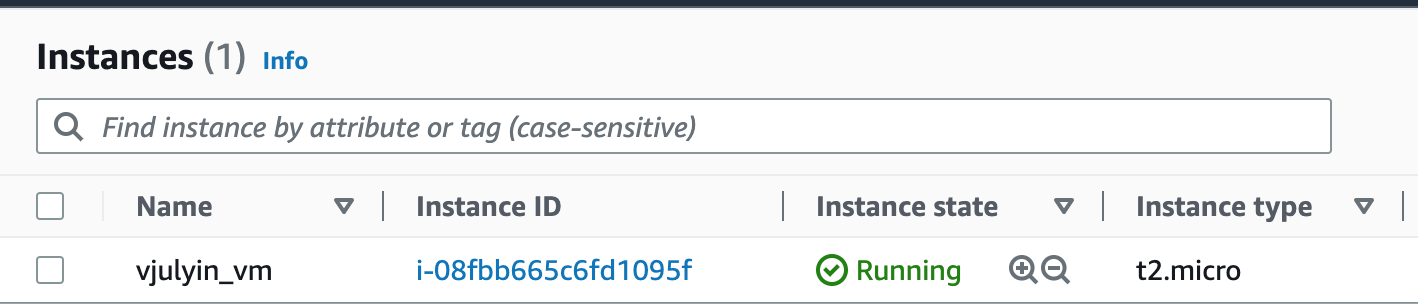 Instances (1) Info
Find instance by attribute or tag (case-sensitive)
Name Instance ID Instance state Instance type
vjulyin_vm i-08fbb665c6fd1095f Running t2.micro